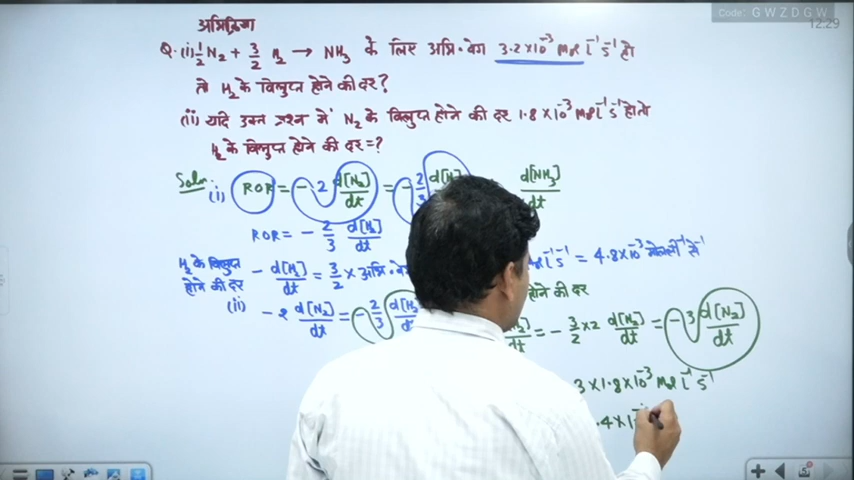 Code: G W Z D G W
12:29
अभिक्रिया
Q.(i) ½N₂ + 3/2 H₂ → NH₃ के लिए अभि.वेग 3.2×10⁻³ Mol l⁻¹ s⁻¹ हो
तो H₂ के विलुप्त होने की दर?
(ii) यदि उक्त प्रश्न में N₂ के विलुप्त होने की दर 1.8×10⁻³ Mol l⁻¹ s⁻¹ हो तो
H₂ के विलुप्त होने की दर=?
Soln (i) ROR = -2 d[N₂]/dt = -2/3 d[H₂] d[NH₃]/dt
ROR = -2/3 d[H₂]/dt
H₂ के विलुप्त होने की दर -d[H₂]/dt = 3/2 × अभि.वे l⁻¹ s⁻¹ = 4.8×10⁻³ मोल ली⁻¹ से⁻¹
होने की दर
(ii) -2 d[N₂]/dt = -2/3 d[H₂]/dt = -3/2 × 2 d[N₂]/dt = -3 d[N₂]/dt
3×1.8×10⁻³ Mol l⁻¹ s⁻¹
.4×1